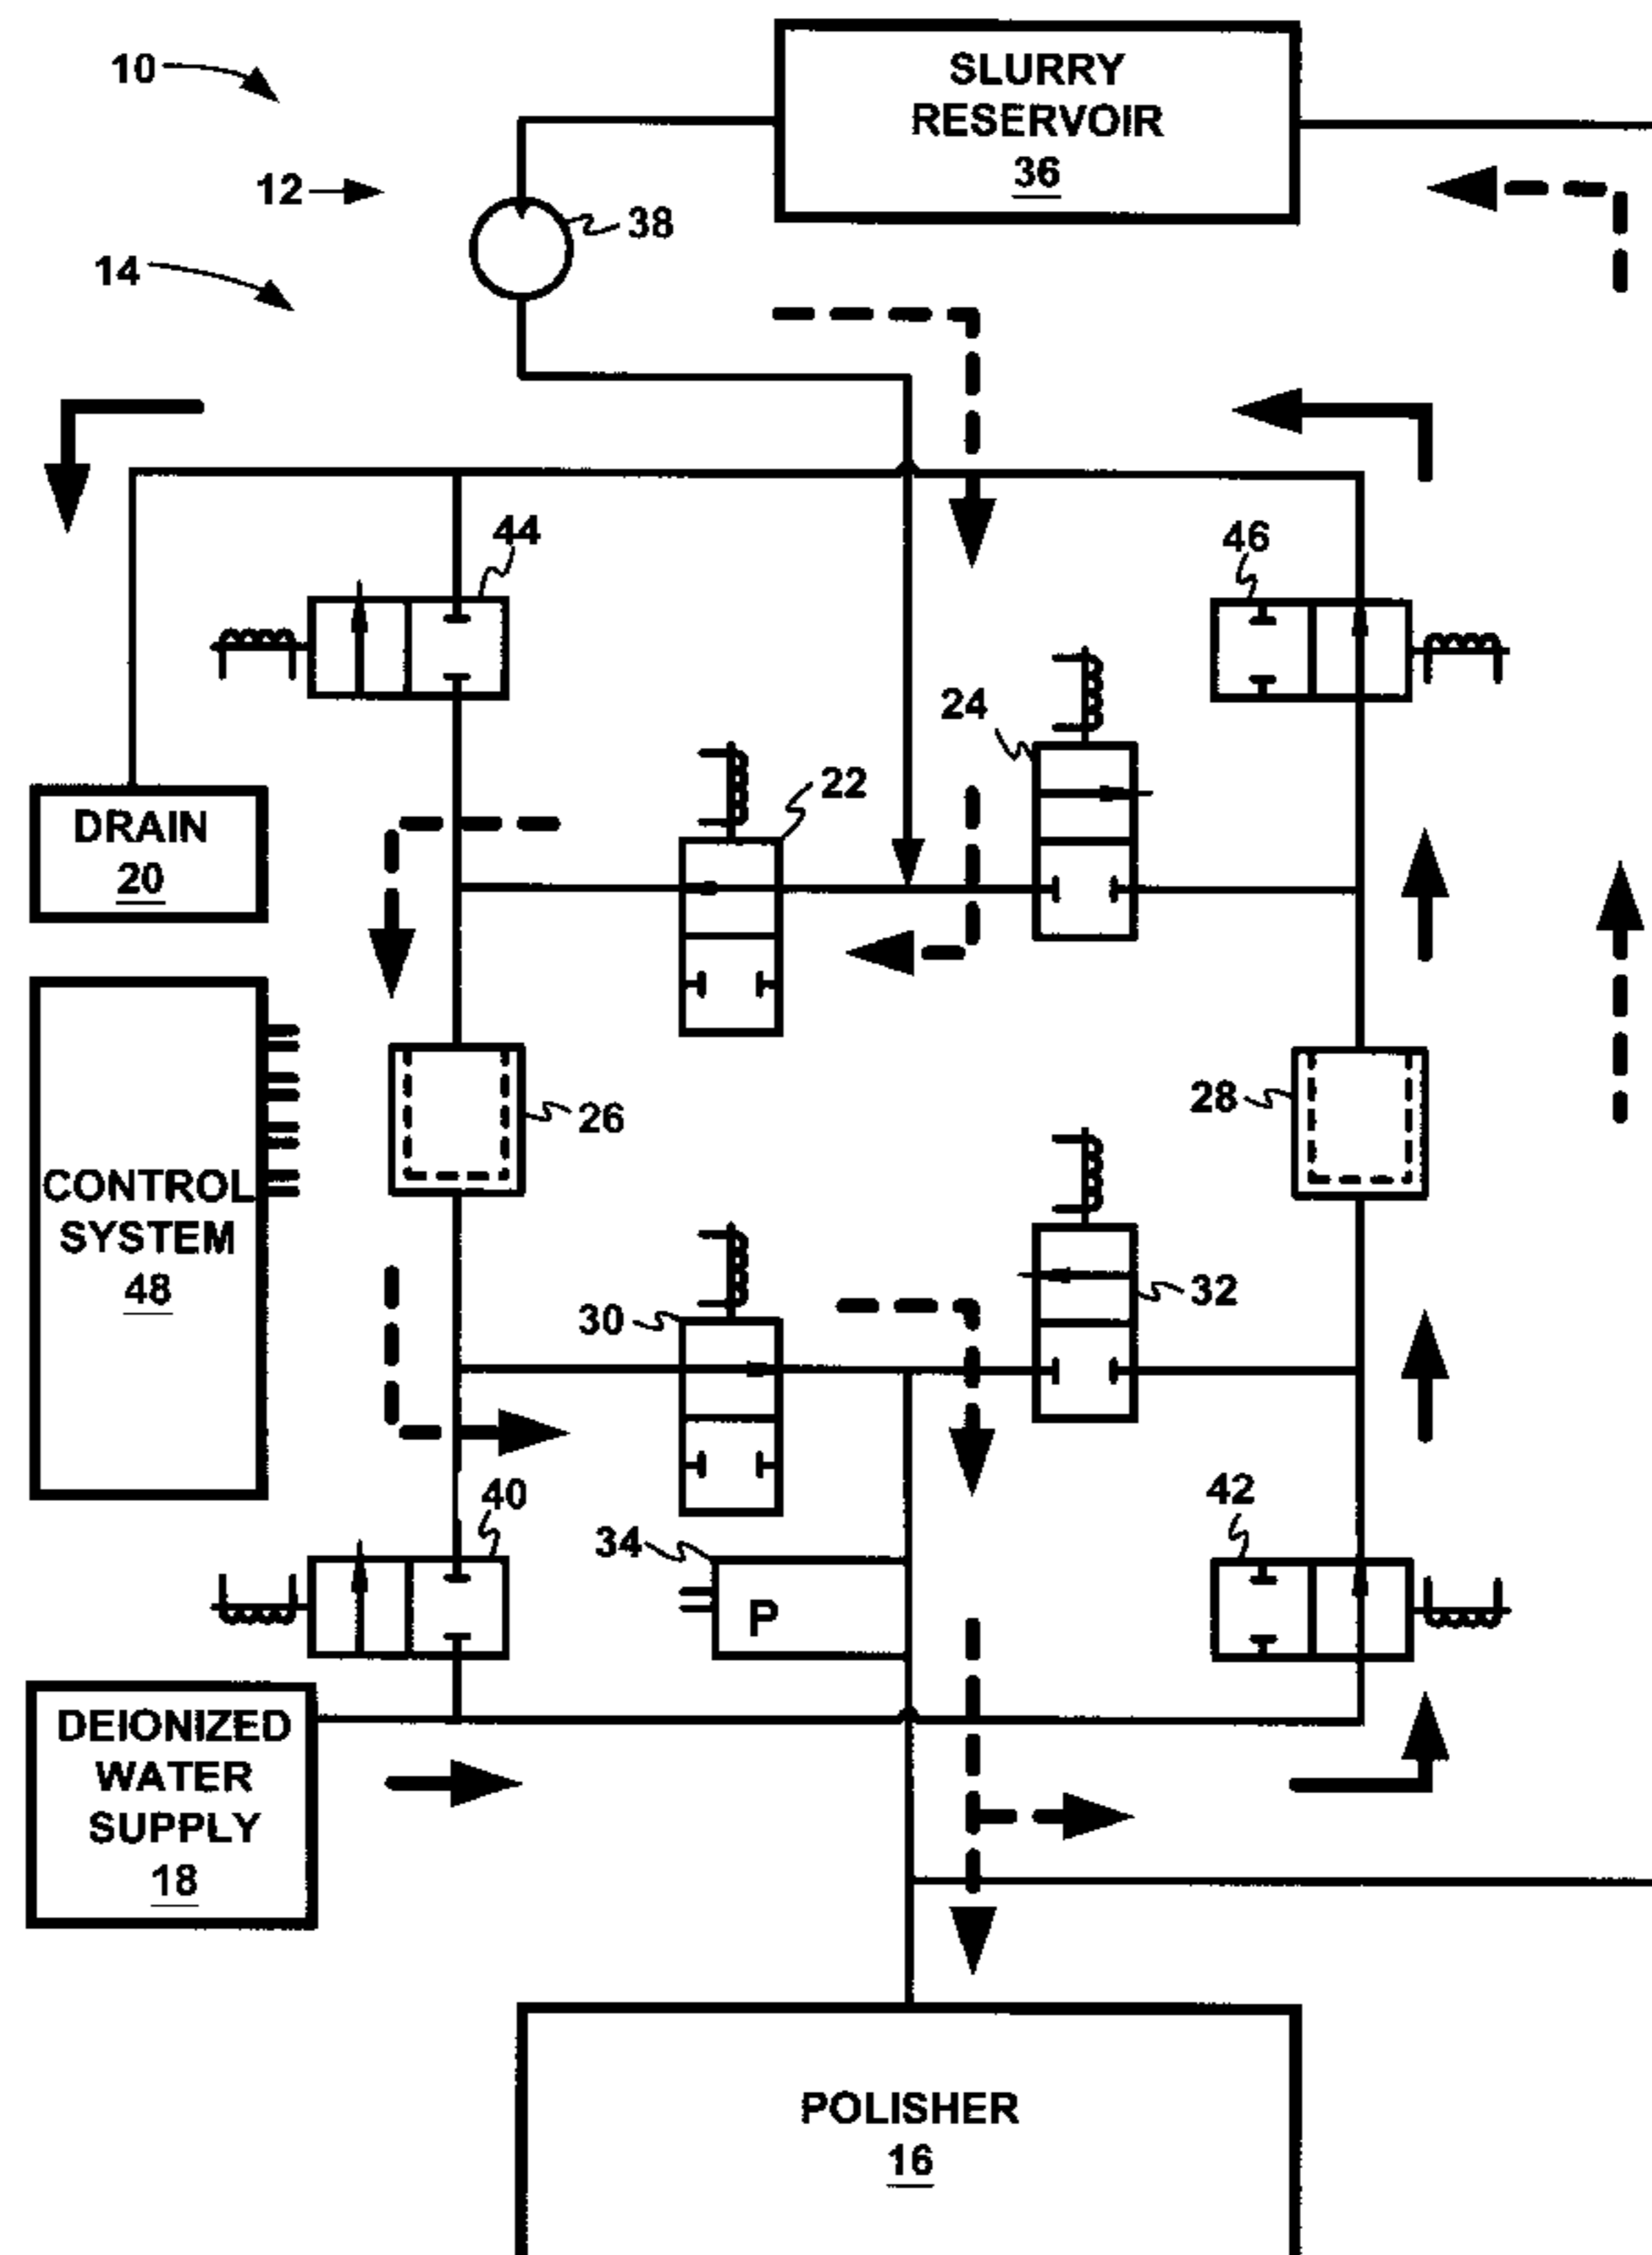 10
SLURRY
RESERVOIR
36
12
38
14
44
46
24
22
DRAIN
20
26
28
CONTROL
SYSTEM
48
30
32
40
42
34
P
DEIONIZED
WATER
SUPPLY
18
POLISHER
16